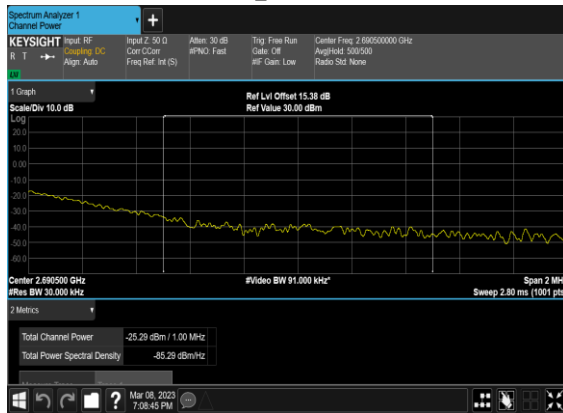 Spectrum Analyzer 1
Channel Power
+
KEYSIGHT
R T
Input: RF
Coupling: DC
Align: Auto
Input Z: 50 Ω
Corr CCorr
Freq Ref: Int (S)
Atten: 30 dB
#PNO: Fast
Trig: Free Run
Gate: Off
#IF Gain: Low
Center Freq: 2.690500000 GHz
Avg|Hold: 500/500
Radio Std: None
1 Graph
Scale/Div 10.0 dB
Ref Lvl Offset 15.38 dB
Ref Value 30.00 dBm
Log
20.0
10.0
0.00
-10.0
-20.0
-30.0
-40.0
-50.0
-60.0
Center 2.690500 GHz
#Video BW 91.000 kHz*
Span 2 MH
#Res BW 30.000 kHz
Sweep 2.80 ms (1001 pts
2 Metrics
Total Channel Power -25.29 dBm / 1.00 MHz
Total Power Spectral Density -85.29 dBm/Hz
?
Mar 08, 2023
7:08:45 PM